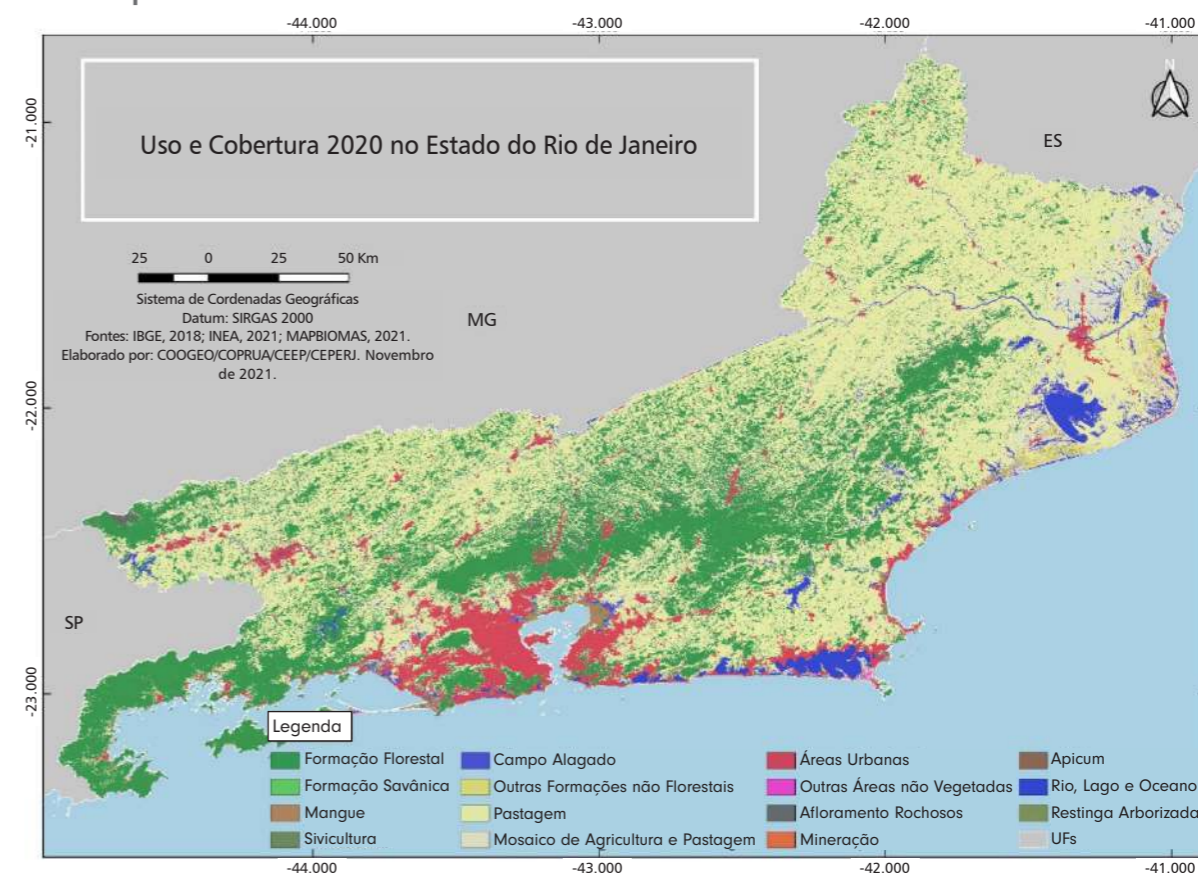 -44.000 -43.000 -42.000 -41.000
N
-21.000
Uso e Cobertura 2020 no Estado do Rio de Janeiro
ES
25 0 25 50 Km
Sistema de Cordenadas Geográficas
Datum: SIRGAS 2000
Fontes: IBGE, 2018; INEA, 2021; MAPBIOMAS, 2021.
Elaborado por: COOGEO/COPRUA/CEEP/CEPERJ. Novembro
de 2021.
MG
-22.000
SP
-23.000
Legenda
Formação Florestal Campo Alagado Áreas Urbanas Apicum
Formação Savânica Outras Formações não Florestais Outras Áreas não Vegetadas Rio, Lago e Oceano
Mangue Pastagem Afloramento Rochosos Restinga Arborizada
Sivicultura Mosaico de Agricultura e Pastagem Mineração UFs
-44.000 -43.000 -42.000 -41.000